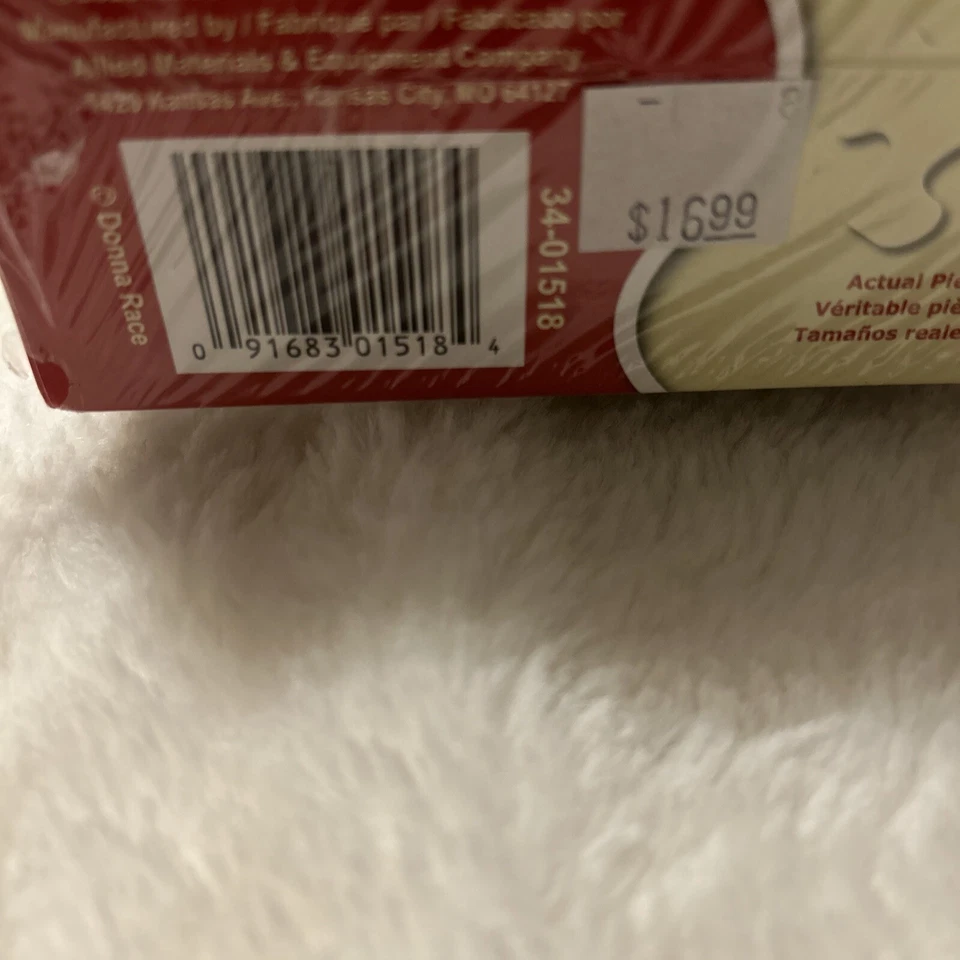 Manufactured by / Fabriqué par / Fabricado por
Allied Materials & Equipment Company
Kansas Ave., Kansas City, MO 64127
© Donna Race
0 91683 01518 4
34-01518
$16.99
Actual Pie
Véritable piè
Tamaños reale